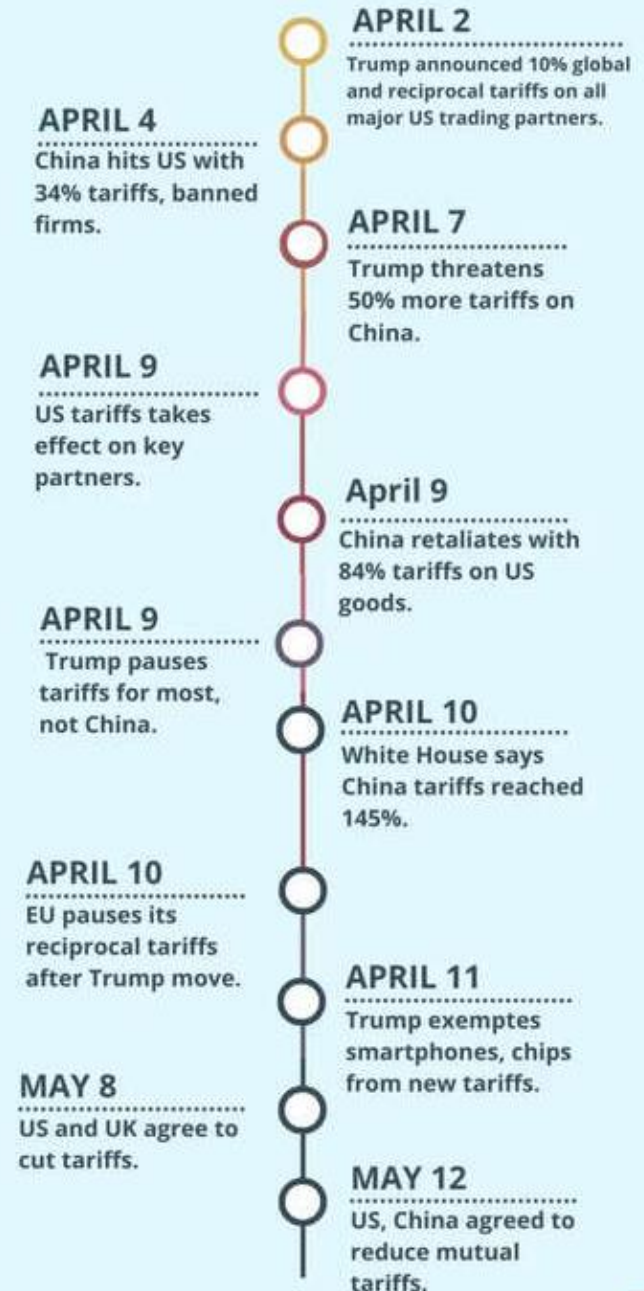 APRIL 2
Trump announced 10% global
and reciprocal tariffs on all
major US trading partners.
APRIL 4
China hits US with
34% tariffs, banned
firms.
APRIL 7
Trump threatens
50% more tariffs on
China.
APRIL 9
US tariffs takes
effect on key
partners.
April 9
China retaliates with
84% tariffs on US
goods.
APRIL 9
Trump pauses
tariffs for most,
not China.
APRIL 10
White House says
China tariffs reached
145%.
APRIL 10
EU pauses its
reciprocal tariffs
after Trump move.
APRIL 11
Trump exemptes
smartphones, chips
from new tariffs.
MAY 8
US and UK agree to
cut tariffs.
MAY 12
US, China agreed to
reduce mutual
tariffs.